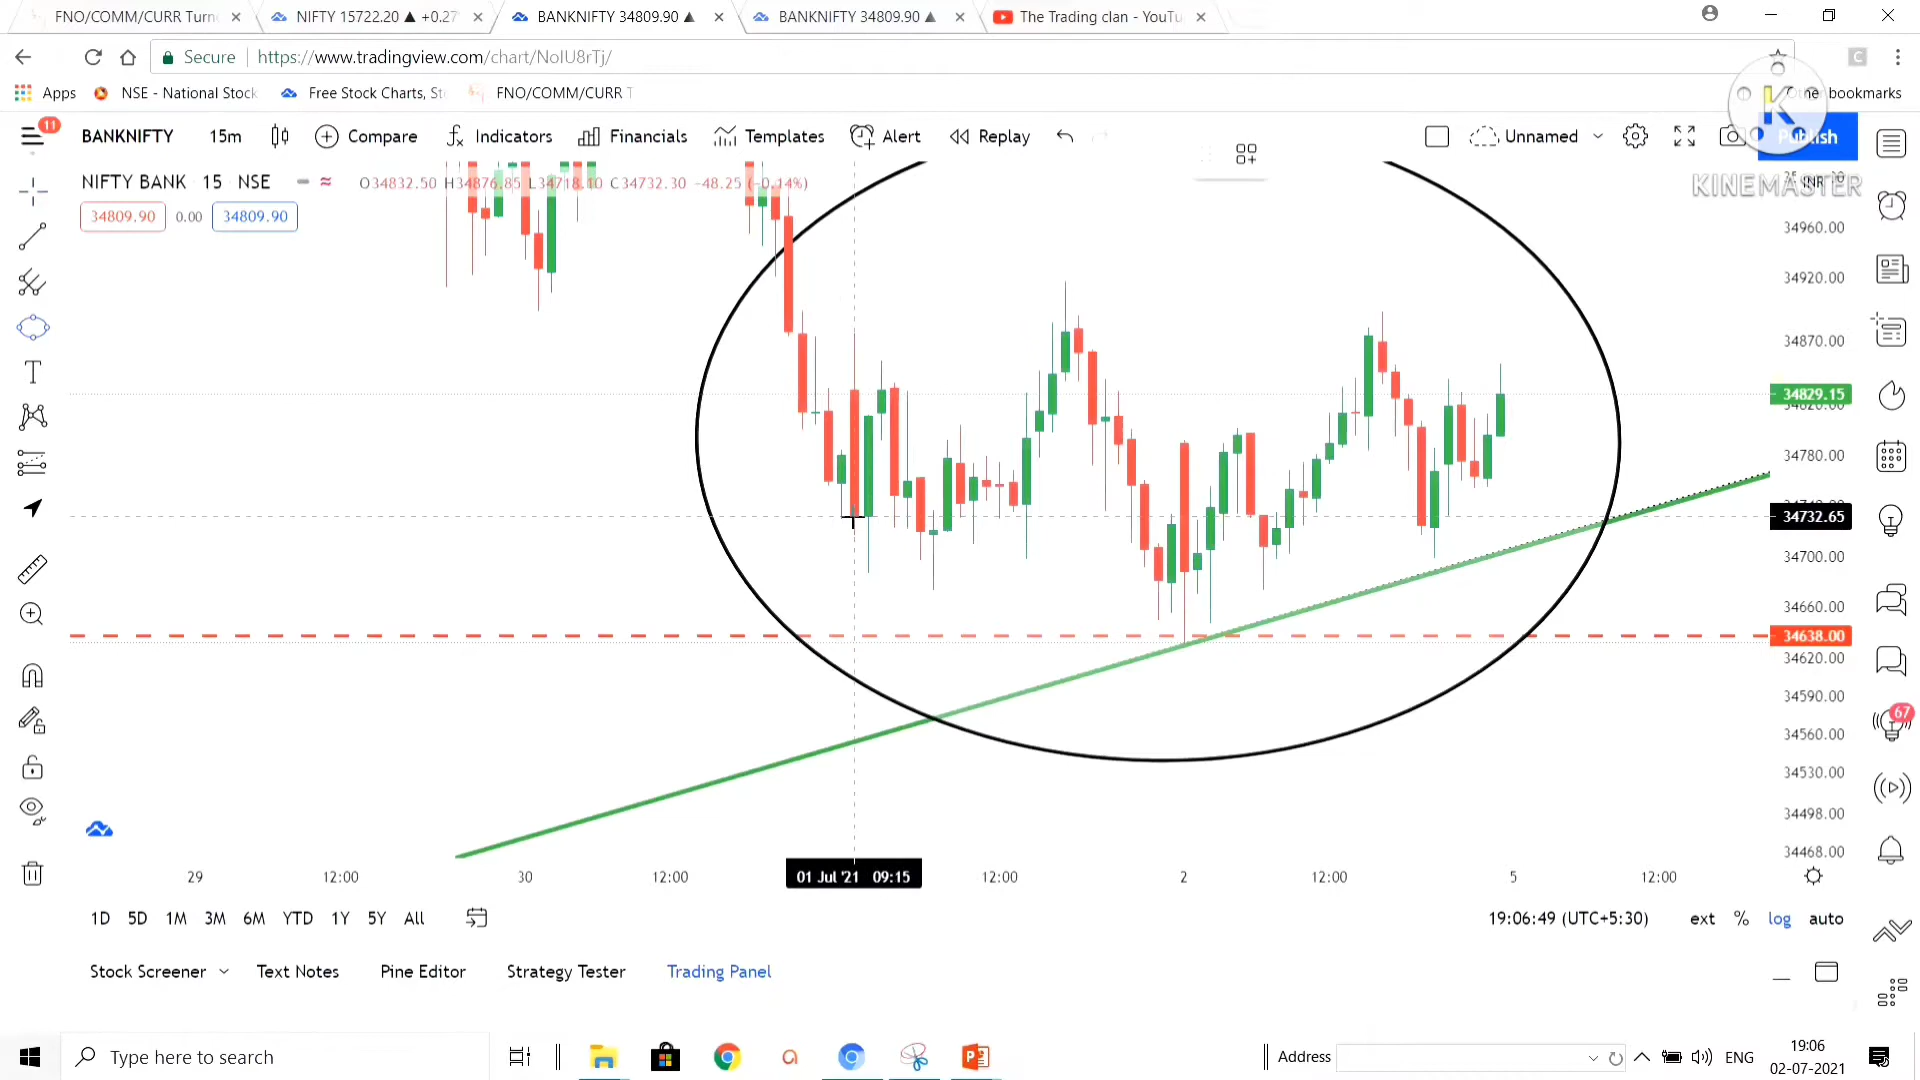 FNO/COMM/CURR Turno
NIFTY 15722.20 ▲ +0.27
BANKNIFTY 34809.90 ▲
BANKNIFTY 34809.90 ▲
The Trading clan - YouTu
Secure
https://www.tradingview.com/chart/NoIU8rTj/
Apps
NSE - National Stock
Free Stock Charts, St
FNO/COMM/CURR T
Other bookmarks
11
BANKNIFTY
15m
Compare
Indicators
Financials
Templates
Alert
Replay
Unnamed
Publish
K
KINEMASTER
NIFTY BANK 15 NSE
O34832.50 H34876.85 L34718.10 C34732.30 −48.25 (−0.14%)
34809.90
0.00
34809.90
34960.00
34920.00
34870.00
34829.15
34780.00
34732.65
34700.00
34660.00
34638.00
34620.00
34590.00
34560.00
34530.00
34498.00
34468.00
67
29
12:00
30
12:00
01 Jul '21 09:15
12:00
2
12:00
5
12:00
1D 5D 1M 3M 6M YTD 1Y 5Y All
19:06:49 (UTC+5:30)
ext % log auto
Stock Screener
Text Notes
Pine Editor
Strategy Tester
Trading Panel
Type here to search
Address
ENG
19:06
02-07-2021